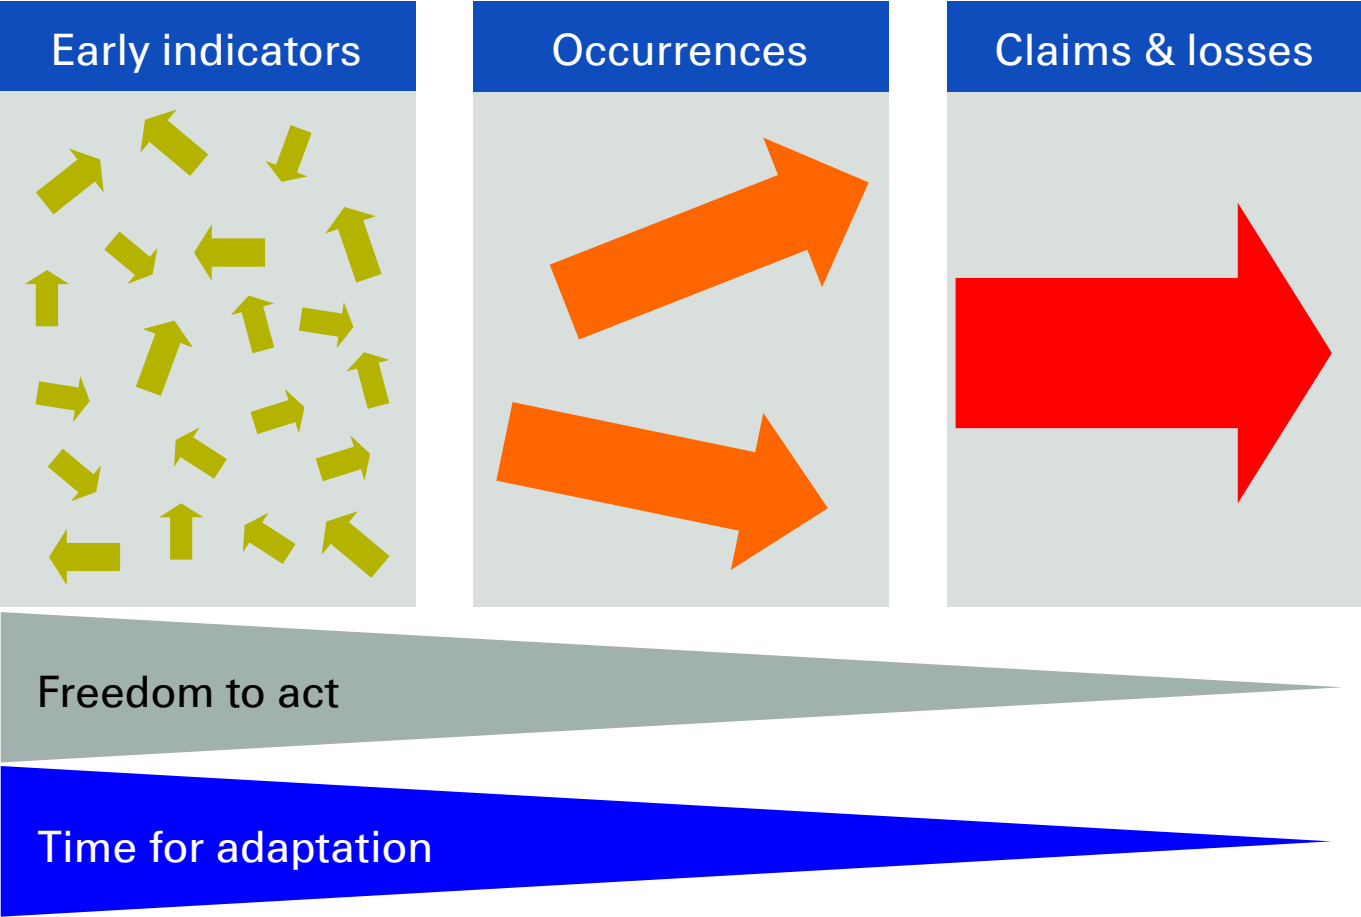 Early indicators
Occurrences
Claims & losses
Freedom to act
Time for adaptation